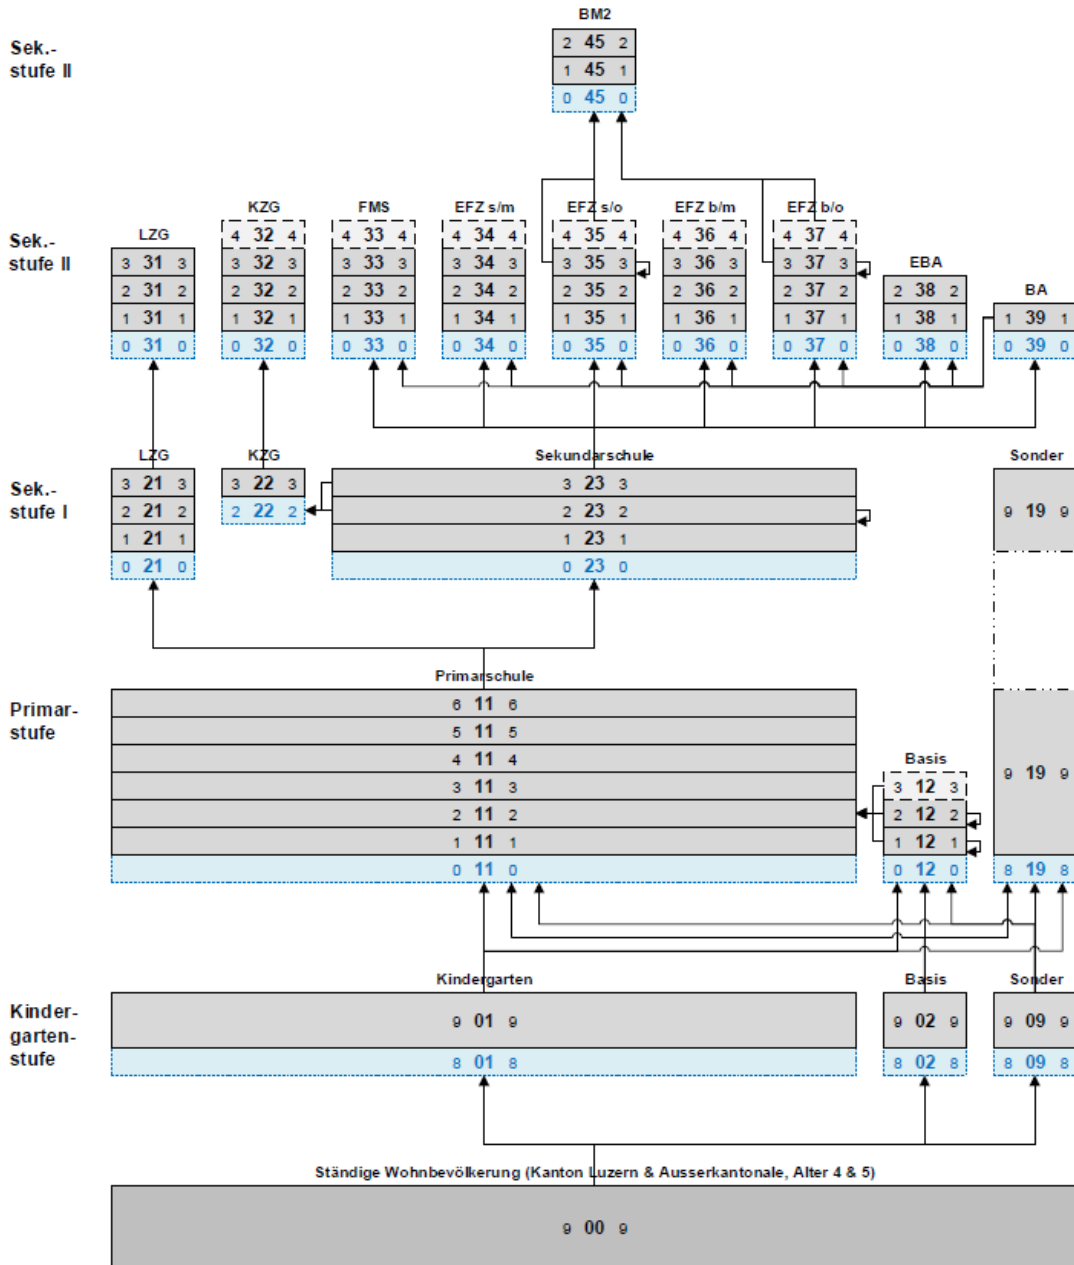 BM2
Sek.-
stufe II
2 45 2
1 45 1
0 45 0
Sek.-
stufe II
LZG
KZG
FMS
EFZ s/m
EFZ s/o
EFZ b/m
EFZ b/o
EBA
BA
4 32 4
4 33 4
4 34 4
4 35 4
4 36 4
4 37 4
3 31 3
3 32 3
3 33 3
3 34 3
3 35 3
3 36 3
3 37 3
2 31 2
2 32 2
2 33 2
2 34 2
2 35 2
2 36 2
2 37 2
2 38 2
1 31 1
1 32 1
1 33 1
1 34 1
1 35 1
1 36 1
1 37 1
1 38 1
1 39 1
0 31 0
0 32 0
0 33 0
0 34 0
0 35 0
0 36 0
0 37 0
0 38 0
0 39 0
Sek.-
stufe I
LZG
KZG
Sekundarschule
Sonder
3 21 3
3 22 3
3 23 3
2 21 2
2 22 2
2 23 2
9 19 9
1 21 1
1 23 1
0 21 0
0 23 0
Primar-
stufe
Primarschule
6 11 6
5 11 5
4 11 4
3 11 3
2 11 2
1 11 1
0 11 0
Basis
3 12 3
2 12 2
1 12 1
0 12 0
9 19 9
8 19 8
Kinder-
garten-
stufe
Kindergarten
Basis
Sonder
9 01 9
9 02 9
9 09 9
8 01 8
8 02 8
8 09 8
Ständige Wohnbevölkerung (Kanton Luzern & Ausserkantonale, Alter 4 & 5)
9 00 9